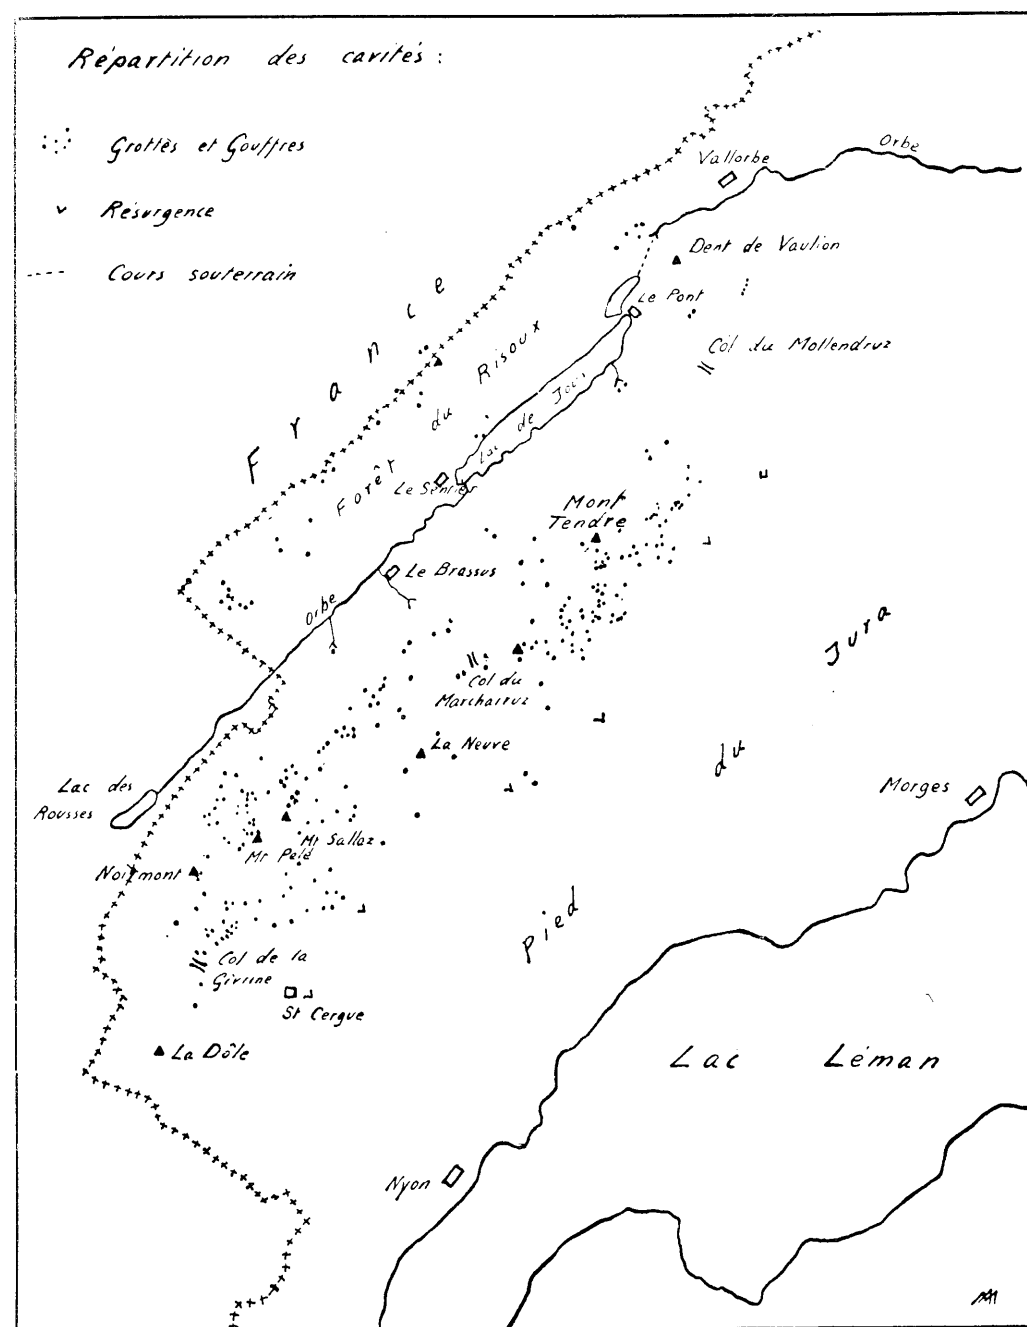 Répartition des cavités :
Grottes et Gouffres
Résurgence
Cours souterrain
Orbe
Vallorbe
Dent de Vaulion
Le Pont
Col du Mollendruz
France
Forêt du Risoux
Lac de Joux
Le Sentier
Mont
Tendre
Le Brassus
Orbe
Col du
Marchairuz
Jura
La Neuve
du
Lac des
Rousses
Morges
Mt Sallaz
Mt Pelé
Noirmont
Pied
Col de la
Givrine
St Cergue
La Dôle
Lac Léman
Nyon